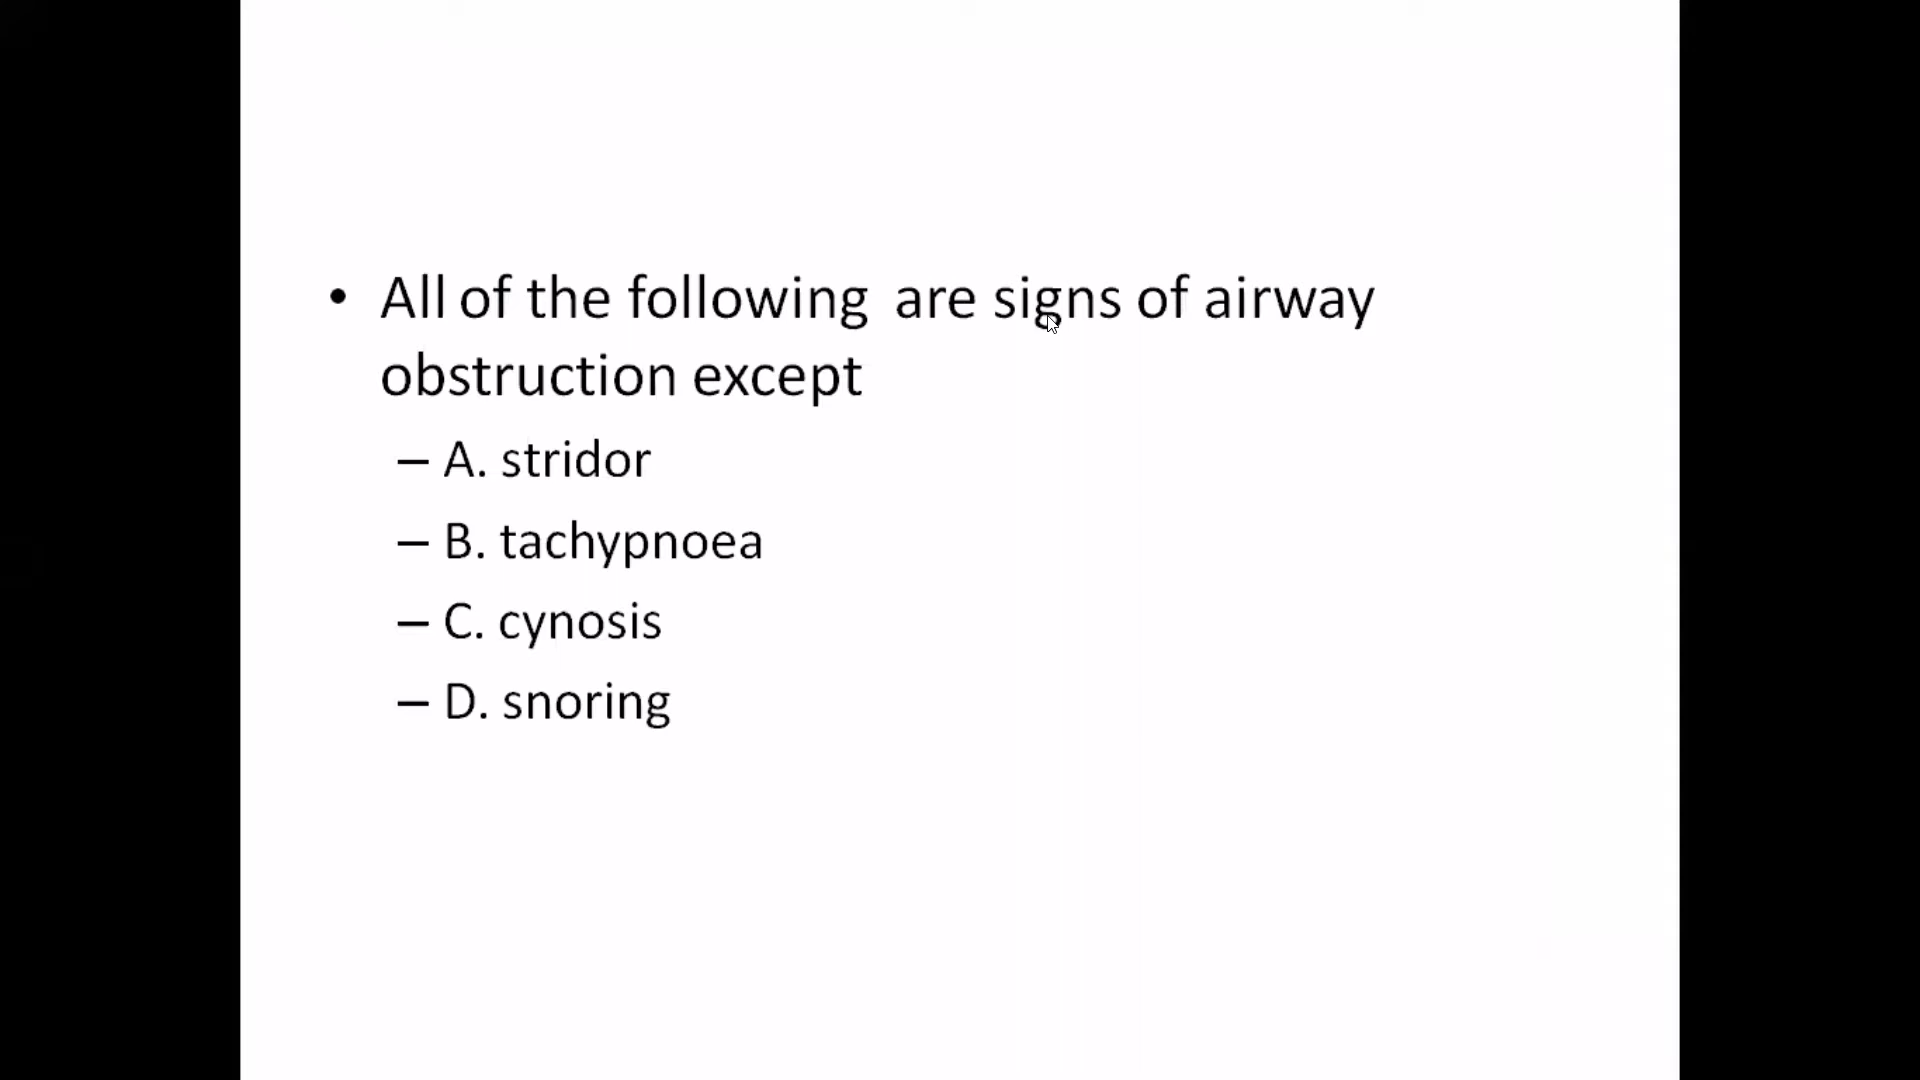 • All of the following  are signs of airway
obstruction except
– A. stridor
– B. tachypnoea
– C. cynosis
– D. snoring